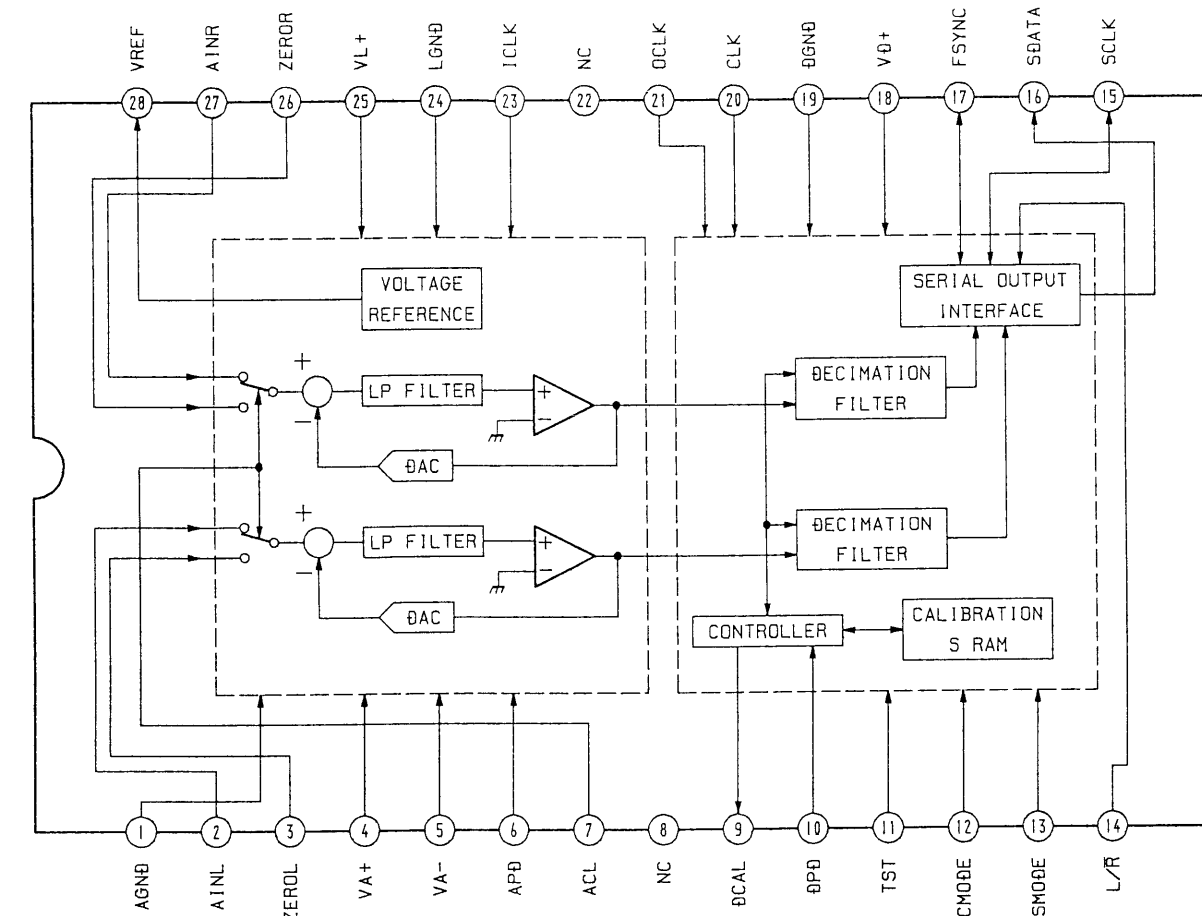 VREF
AINR
ZEROR
VL+
LGND
ICLK
NC
OCLK
CLK
DGND
VD+
FSYNC
SDATA
SCLK
28
27
26
25
24
23
22
21
20
19
18
17
16
15
VOLTAGE
REFERENCE
SERIAL OUTPUT
INTERFACE
+
−
LP FILTER
+
−
DECIMATION
FILTER
DAC
+
−
LP FILTER
+
−
DECIMATION
FILTER
DAC
CONTROLLER
CALIBRATION
S RAM
1
2
3
4
5
6
7
8
9
10
11
12
13
14
AGND
AINL
ZEROL
VA+
VA-
APD
ACL
NC
DCAL
DPD
TST
CMODE
SMODE
L/R̅